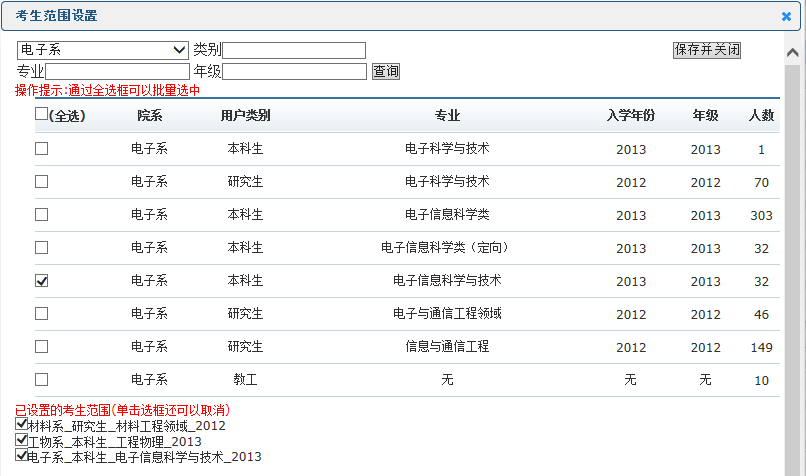 考生范围设置
电子系 类别 保存并关闭
专业 年级 查询
操作提示:通过全选框可以批量选中
(全选) 院系 用户类别 专业 入学年份 年级 人数
电子系 本科生 电子科学与技术 2013 2013 1
电子系 研究生 电子科学与技术 2012 2012 70
电子系 本科生 电子信息科学类 2013 2013 303
电子系 本科生 电子信息科学类（定向） 2013 2013 32
电子系 本科生 电子信息科学与技术 2013 2013 32
电子系 研究生 电子与通信工程领域 2012 2012 46
电子系 研究生 信息与通信工程 2012 2012 149
电子系 教工 无 无 无 10
已设置的考生范围(单击选框还可以取消)
材料系_研究生_材料工程领域_2012
工物系_本科生_工程物理_2013
电子系_本科生_电子信息科学与技术_2013